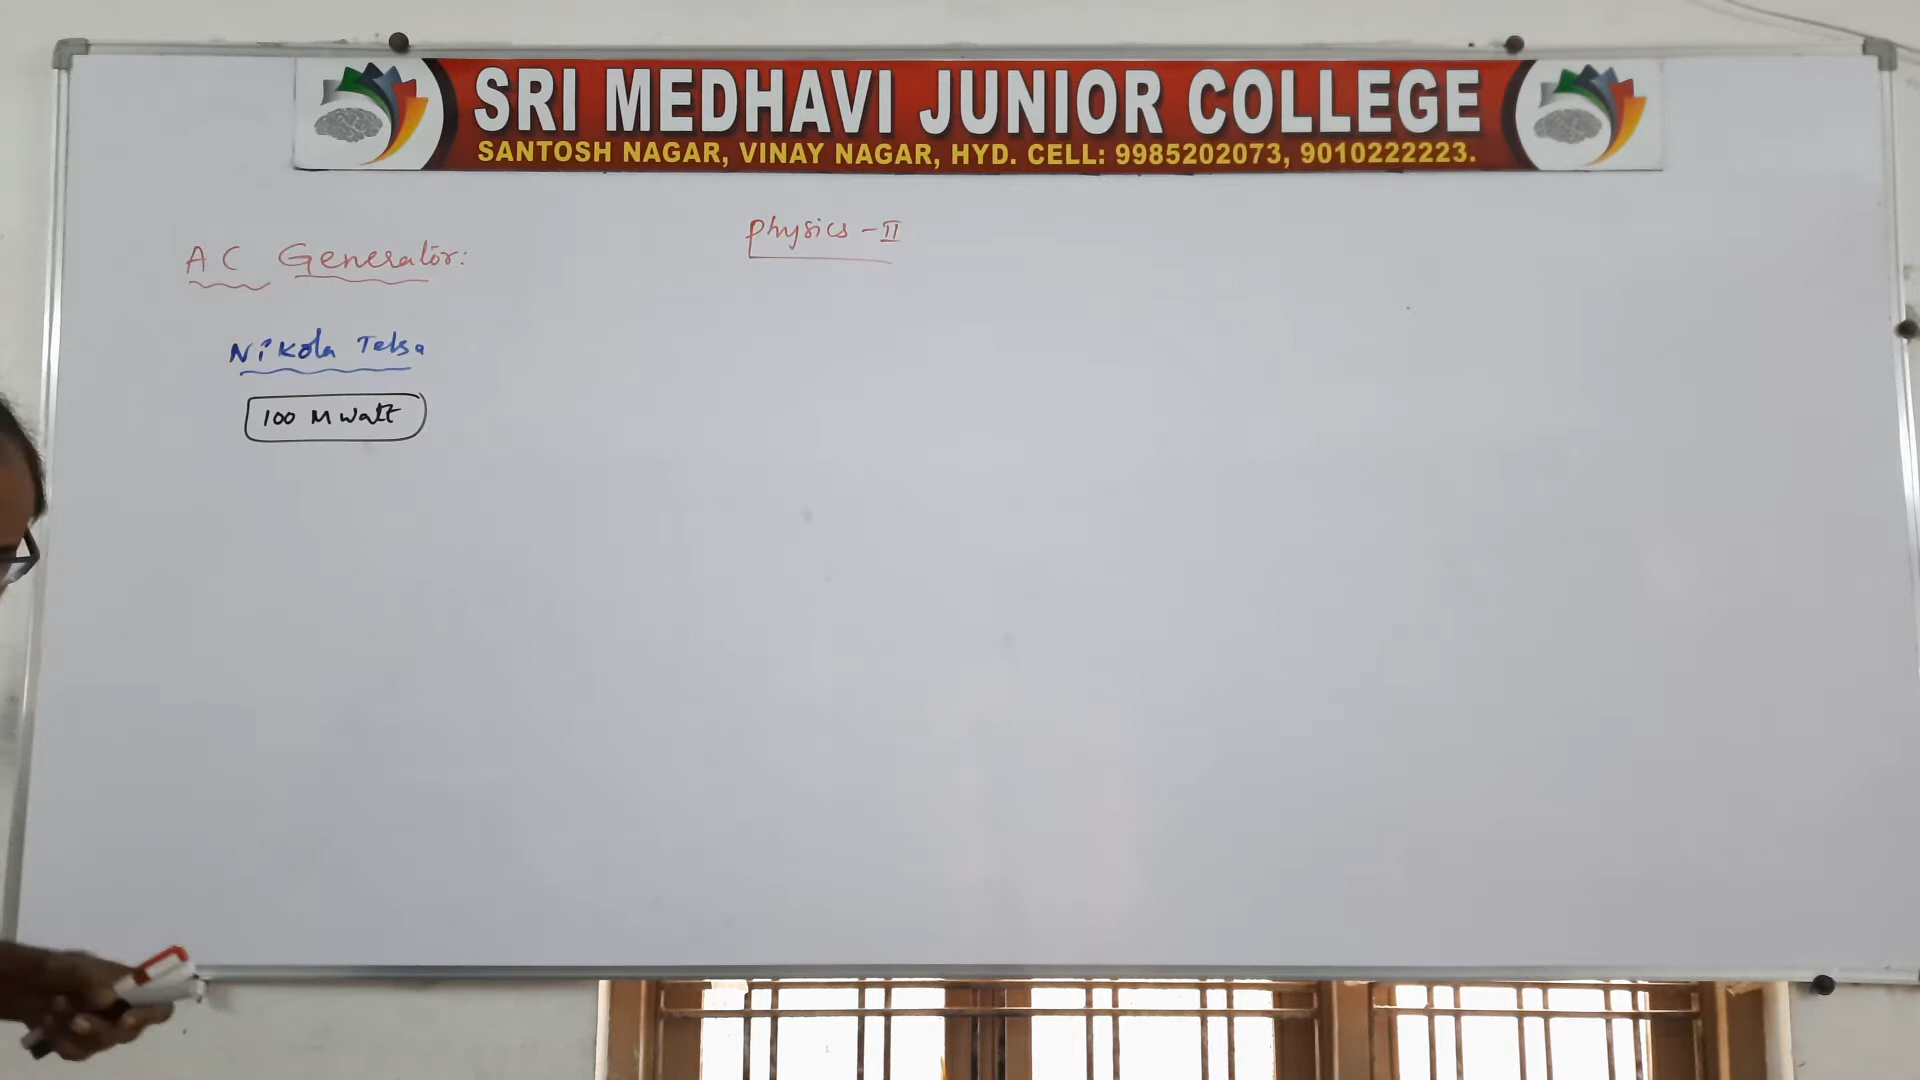 SRI MEDHAVI JUNIOR COLLEGE
SANTOSH NAGAR, VINAY NAGAR, HYD. CELL: 9985202073, 9010222223.
Physics - II
AC Generator:
Nikola Telsa
100 M watt